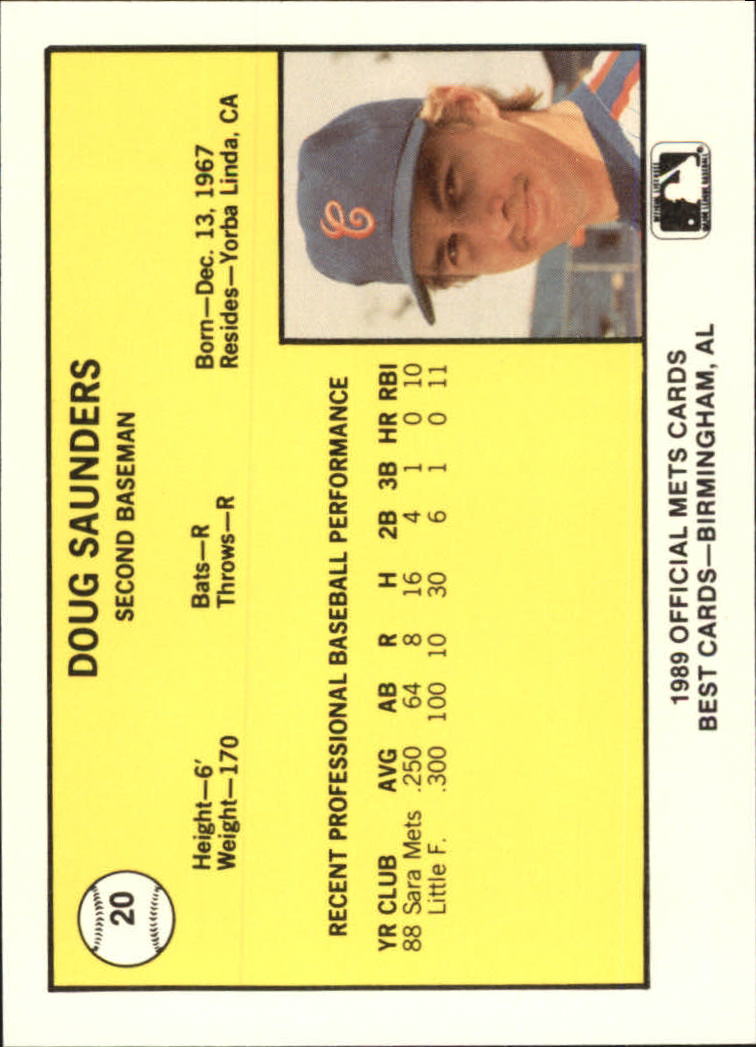 20
DOUG SAUNDERS
SECOND BASEMAN
Height—6' Bats—R Born—Dec. 13, 1967
Weight—170 Throws—R Resides—Yorba Linda, CA
RECENT PROFESSIONAL BASEBALL PERFORMANCE
YR CLUB AVG AB R H 2B 3B HR RBI
88 Sara Mets .250 64 8 16 4 1 0 10
Little F. .300 100 10 30 6 1 0 11
E
1989 OFFICIAL METS CARDS
BEST CARDS—BIRMINGHAM, AL